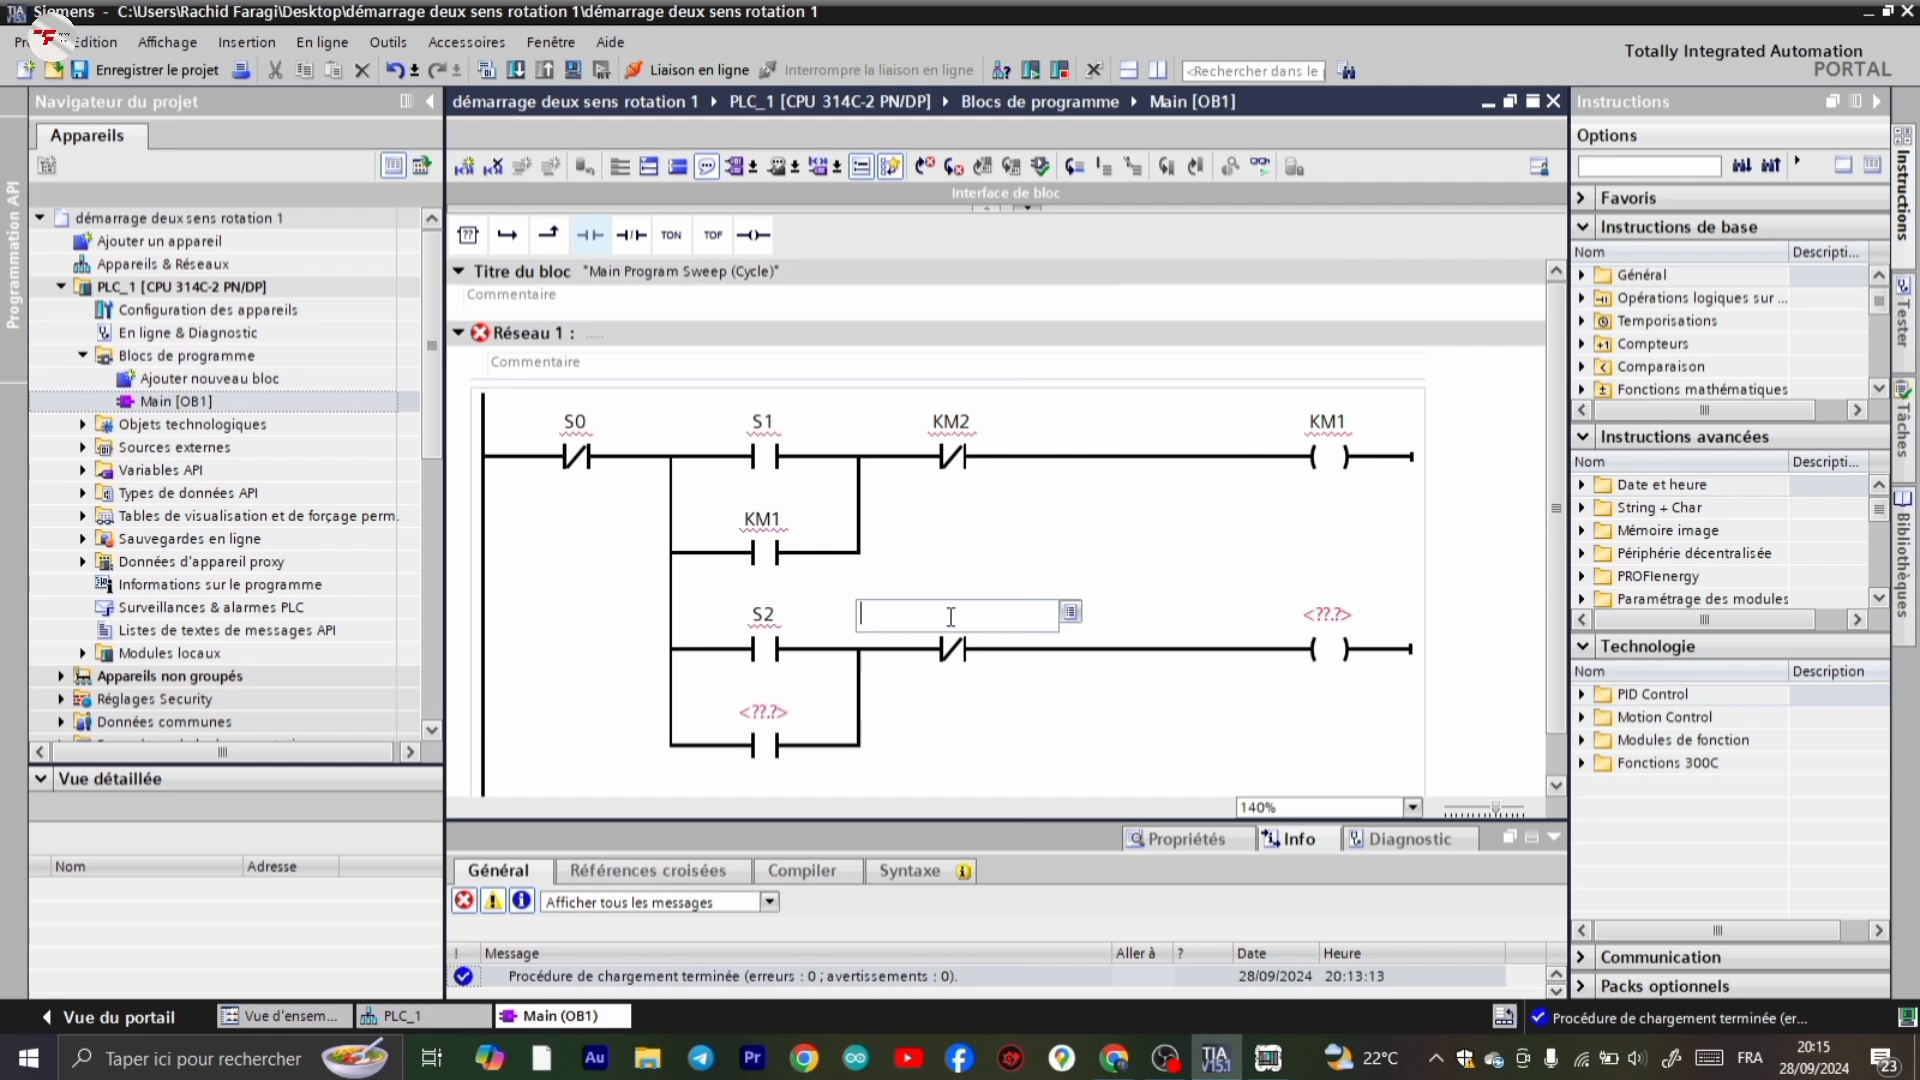 Siemens - C:\Users\Rachid Faragi\Desktop\démarrage deux sens rotation 1\démarrage deux sens rotation 1
Edition Affichage Insertion En ligne Outils Accessoires Fenêtre Aide
Totally Integrated Automation
PORTAL
Enregistrer le projet
Liaison en ligne
Interrompre la liaison en ligne
<Rechercher dans le
Navigateur du projet
démarrage deux sens rotation 1 PLC_1 [CPU 314C-2 PN/DP] Blocs de programme Main [OB1]
Instructions
Appareils
Options
Programmation API
Interface de bloc
démarrage deux sens rotation 1
Ajouter un appareil
Appareils & Réseaux
PLC_1 [CPU 314C-2 PN/DP]
Configuration des appareils
En ligne & Diagnostic
Blocs de programme
Ajouter nouveau bloc
Main [OB1]
Objets technologiques
Sources externes
Variables API
Types de données API
Tables de visualisation et de forçage perm.
Sauvegardes en ligne
Données d'appareil proxy
Informations sur le programme
Surveillances & alarmes PLC
Listes de textes de messages API
Modules locaux
Appareils non groupés
Réglages Security
Données communes
Vue détaillée
Nom Adresse
?? TON TOF
Titre du bloc "Main Program Sweep (Cycle)"
Commentaire
Réseau 1 : .....
Commentaire
S0 S1 KM2 KM1
KM1
S2 <??.?>
<??.?>
140%
Propriétés Info Diagnostic
Général Références croisées Compiler Syntaxe
Afficher tous les messages
! Message Aller à ? Date Heure
Procédure de chargement terminée (erreurs : 0 ; avertissements : 0). 28/09/2024 20:13:13
Favoris
Instructions de base
Nom Descripti...
Général
Opérations logiques sur ...
Temporisations
Compteurs
Comparaison
Fonctions mathématiques
Instructions avancées
Nom Descripti...
Date et heure
String + Char
Mémoire image
Périphérie décentralisée
PROFIenergy
Paramétrage des modules
Technologie
Nom Description
PID Control
Motion Control
Modules de fonction
Fonctions 300C
Communication
Packs optionnels
Instructions
Tester
Tâches
Bibliothèques
Vue du portail Vue d'ensem... PLC_1 Main (OB1)
Procédure de chargement terminée (er...
Taper ici pour rechercher
Au
Pr
TIA
V15.1
22°C
FRA
20:15
28/09/2024
23